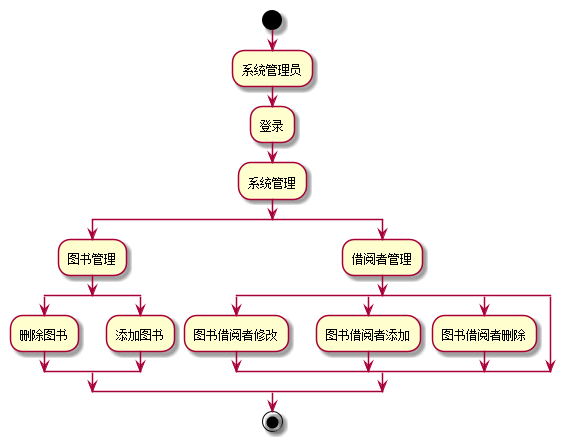 系统管理员
登录
系统管理
图书管理
借阅者管理
删除图书
添加图书
图书借阅者修改
图书借阅者添加
图书借阅者删除